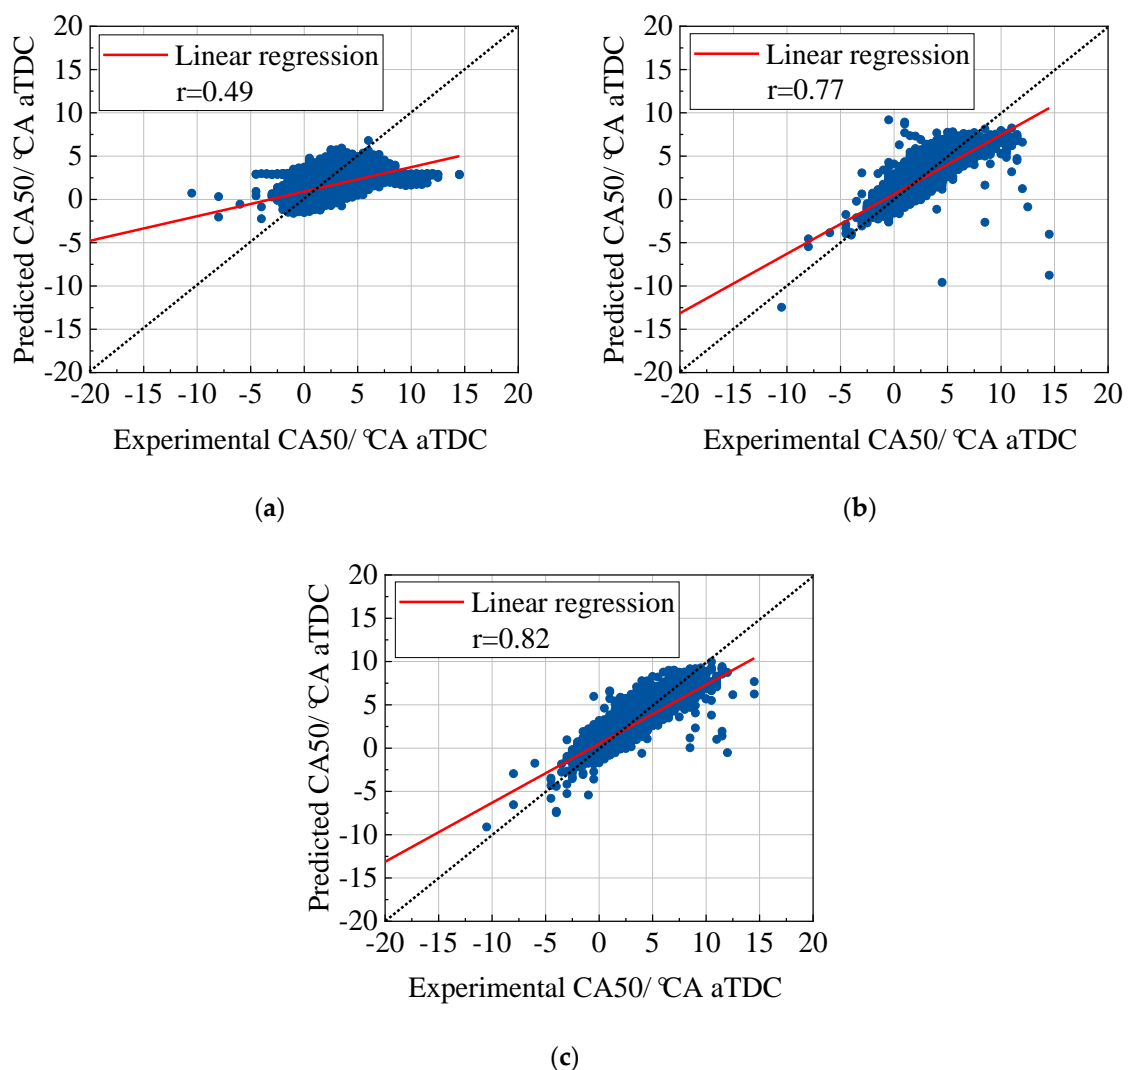 Linear regression
r=0.49
20
15
10
5
0
-5
-10
-15
-20
Predicted CA50/ ℃A aTDC
-20 -15 -10 -5 0 5 10 15 20
Experimental CA50/ ℃A aTDC
(a)
Linear regression
r=0.77
20
15
10
5
0
-5
-10
-15
-20
Predicted CA50/ ℃A aTDC
-20 -15 -10 -5 0 5 10 15 20
Experimental CA50/ ℃A aTDC
(b)
Linear regression
r=0.82
20
15
10
5
0
-5
-10
-15
-20
Predicted CA50/ ℃A aTDC
-20 -15 -10 -5 0 5 10 15 20
Experimental CA50/ ℃A aTDC
(c)